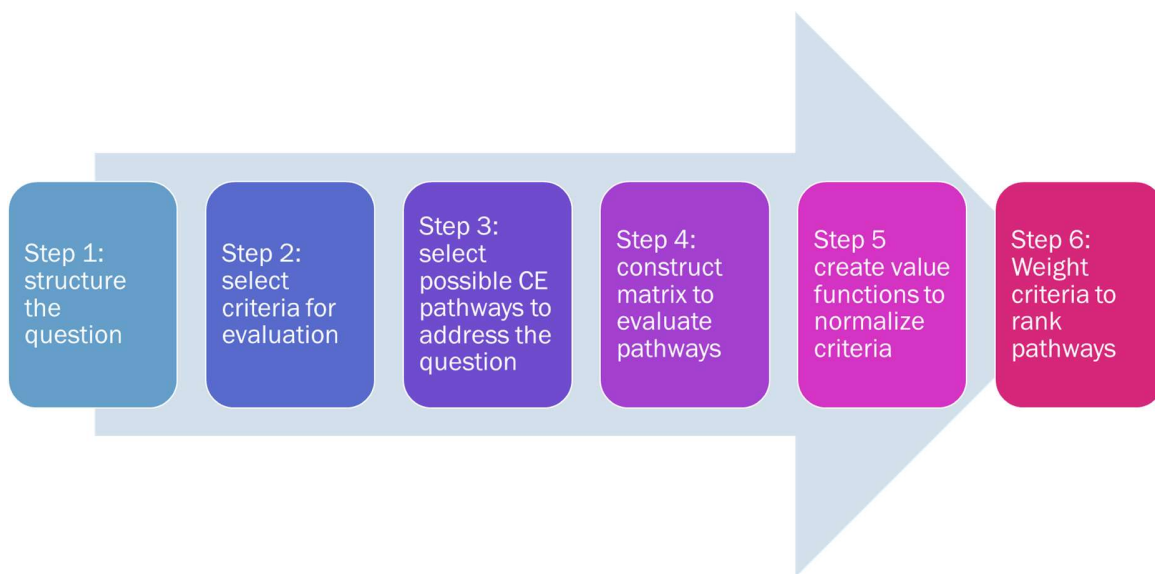 Step 1:
structure
the
question
Step 2:
select
criteria for
evaluation
Step 3:
select
possible CE
pathways to
address the
question
Step 4:
construct
matrix to
evaluate
pathways
Step 5
create value
functions to
normalize
criteria
Step 6:
Weight
criteria to
rank
pathways